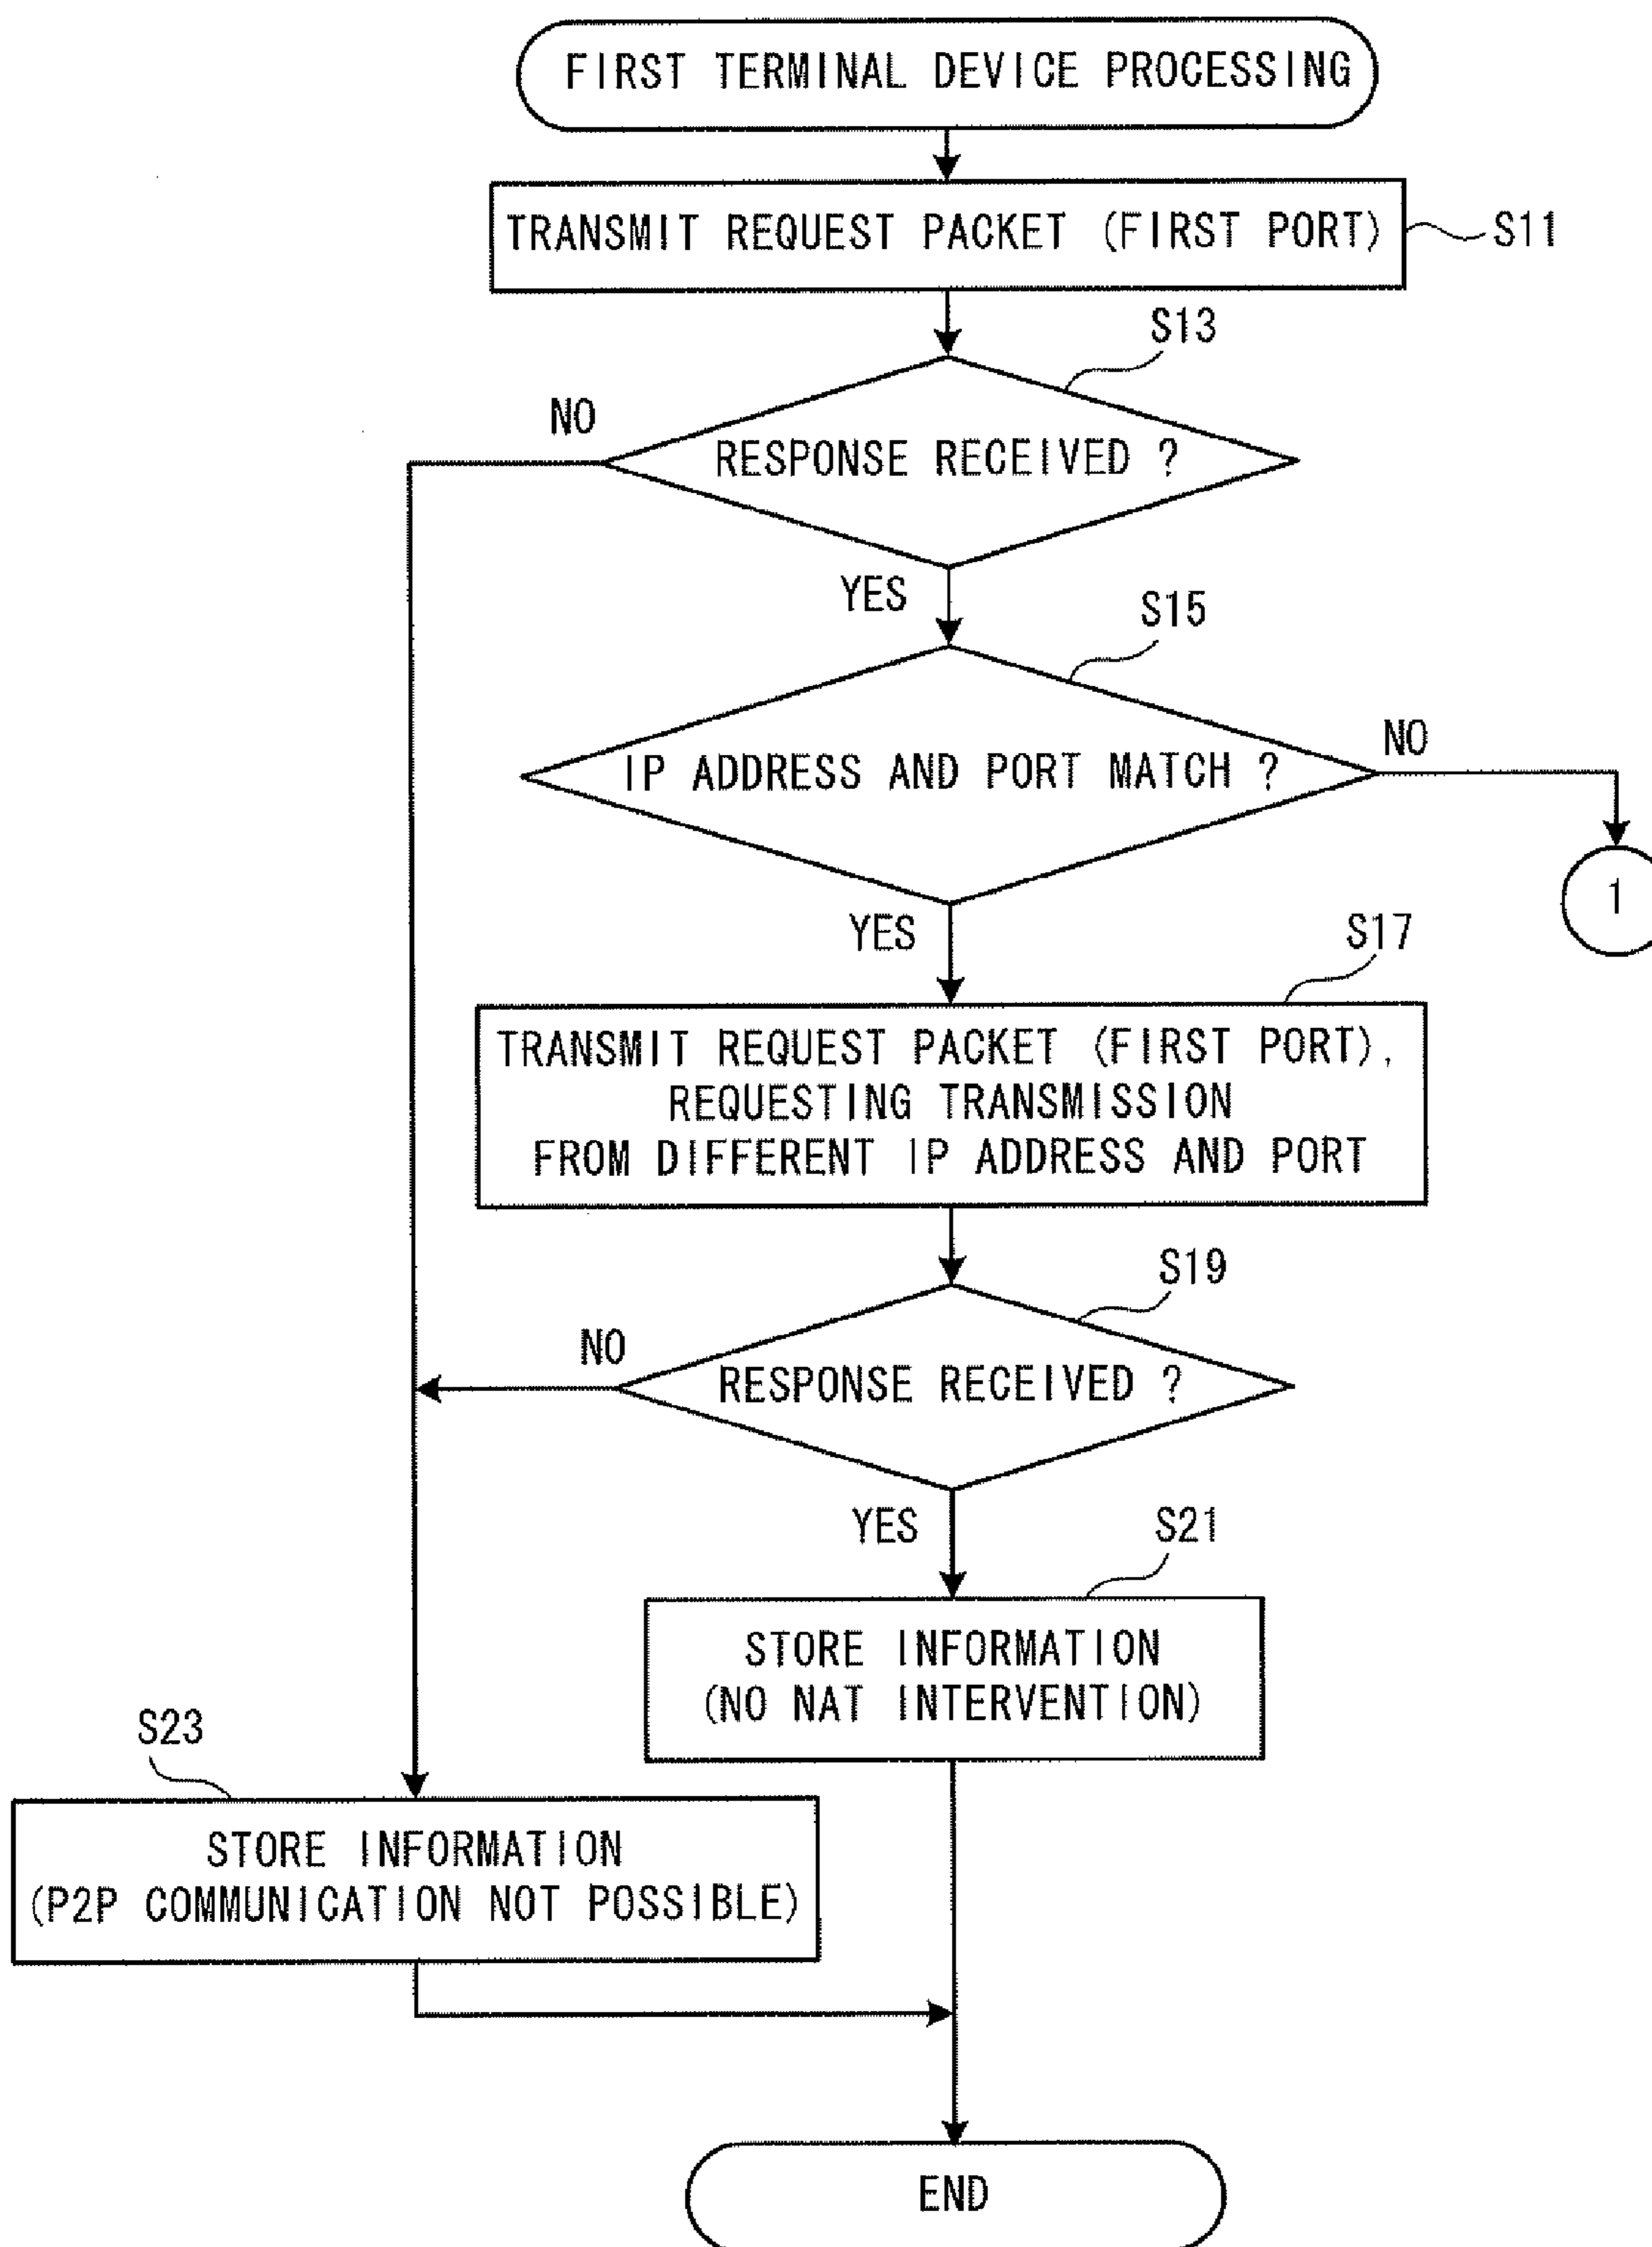 FIRST TERMINAL DEVICE PROCESSING
TRANSMIT REQUEST PACKET (FIRST PORT)
S11
S13
NO
RESPONSE RECEIVED ?
YES
S15
IP ADDRESS AND PORT MATCH ?
NO
1
YES
S17
TRANSMIT REQUEST PACKET (FIRST PORT),
REQUESTING TRANSMISSION
FROM DIFFERENT IP ADDRESS AND PORT
S19
NO
RESPONSE RECEIVED ?
YES
S21
STORE INFORMATION
(NO NAT INTERVENTION)
S23
STORE INFORMATION
(P2P COMMUNICATION NOT POSSIBLE)
END